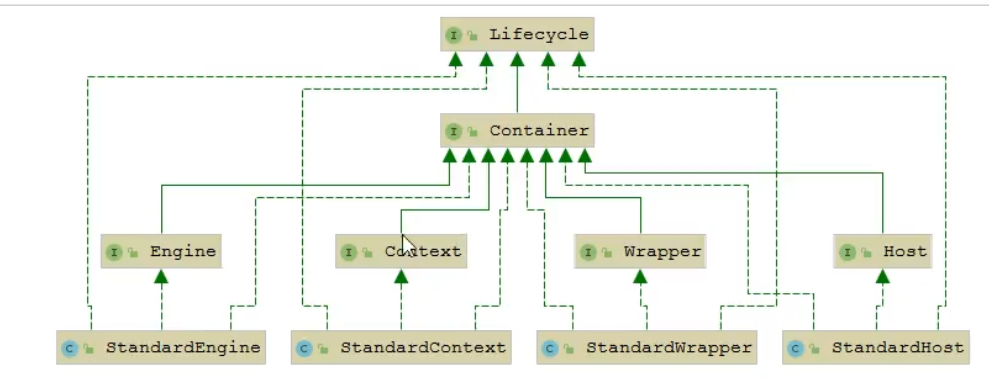 I Lifecycle
I Container
I Engine
I Context
I Wrapper
I Host
C StandardEngine
C StandardContext
C StandardWrapper
C StandardHost